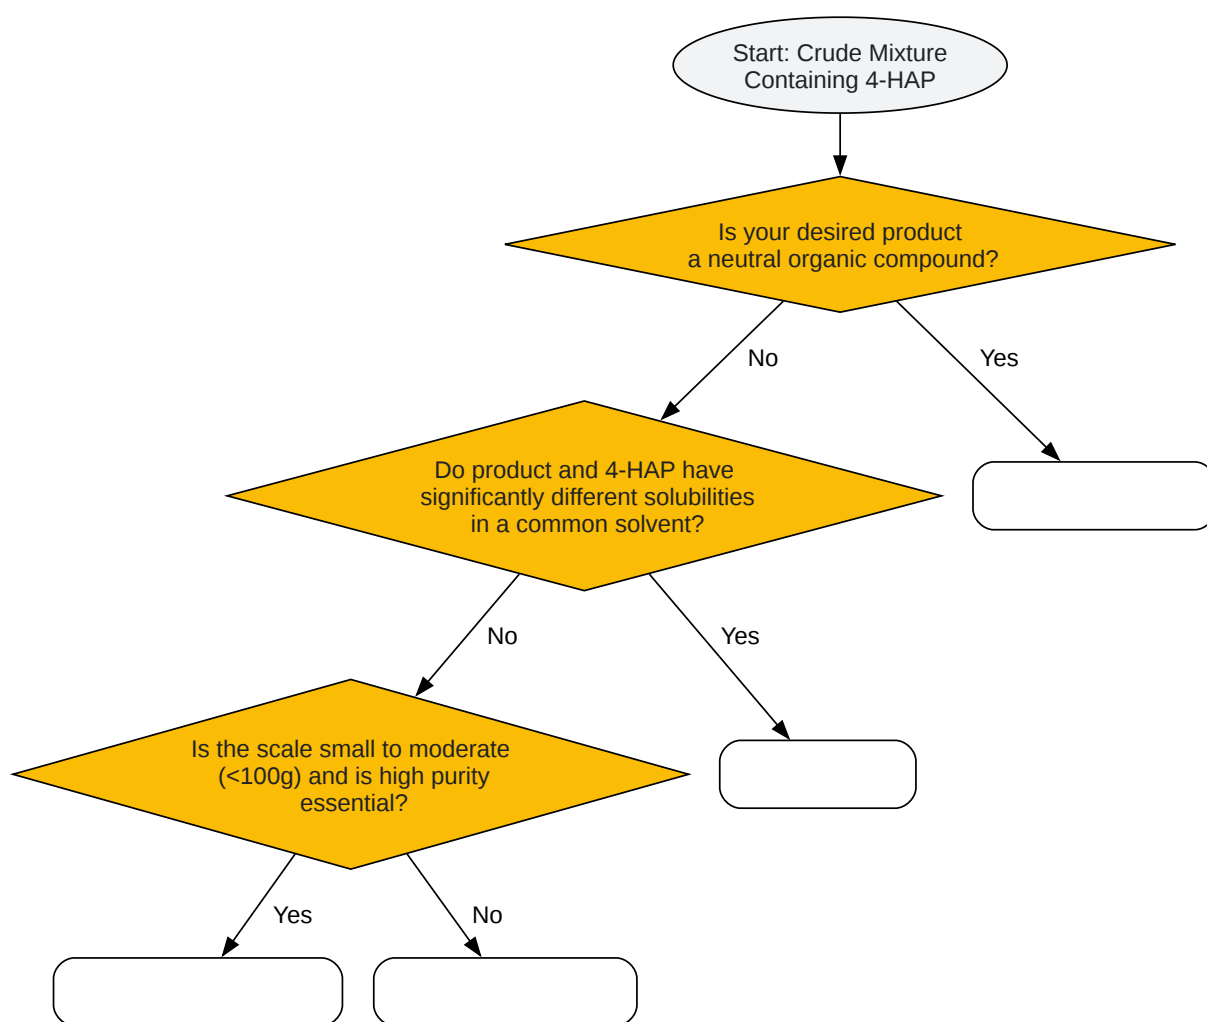 Start: Crude Mixture
Containing 4-HAP
Is your desired product
a neutral organic compound?
No
Yes
Do product and 4-HAP have
significantly different solubilities
in a common solvent?
No
Yes
Is the scale small to moderate
(<100g) and is high purity
essential?
Yes
No